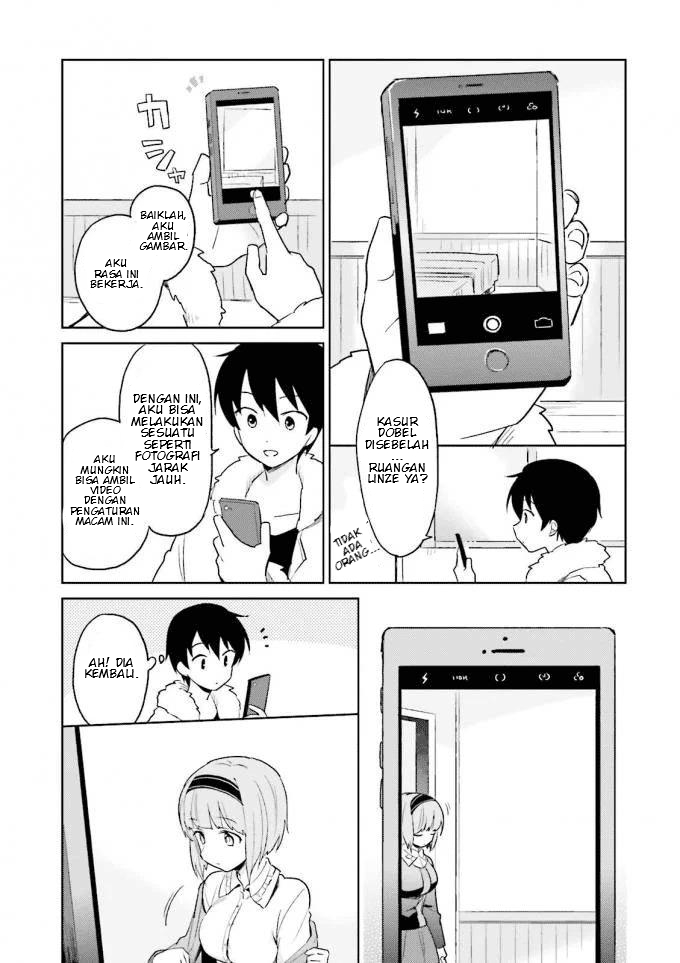 10K
KASUR
DOBEL
DISEBELAH
...
RUANGAN
LINZE YA?
TIDAK
ADA
ORANG...
カシャッ
BAIKLAH,
AKU
AMBIL
GAMBAR.
AKU
RASA INI
BEKERJA.
DENGAN INI,
AKU BISA
MELAKUKAN
SESUATU
SEPERTI
FOTOGRAFI
JARAK
JAUH.
AKU
MUNGKIN
BISA AMBIL
VIDEO
DENGAN
PENGATURAN
MACAM INI.
AH! DIA
KEMBALI.